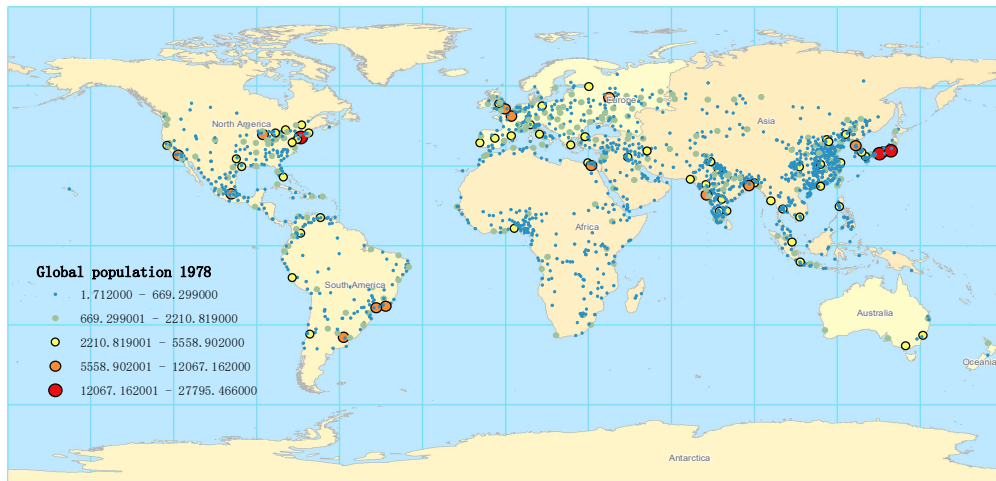 Europe
North America
Asia
Africa
Global population 1978
South America
1.712000 - 669.299000
669.299001 - 2210.819000
Australia
2210.819001 - 5558.902000
Oceania
5558.902001 - 12067.162000
12067.162001 - 27795.466000
Antarctica